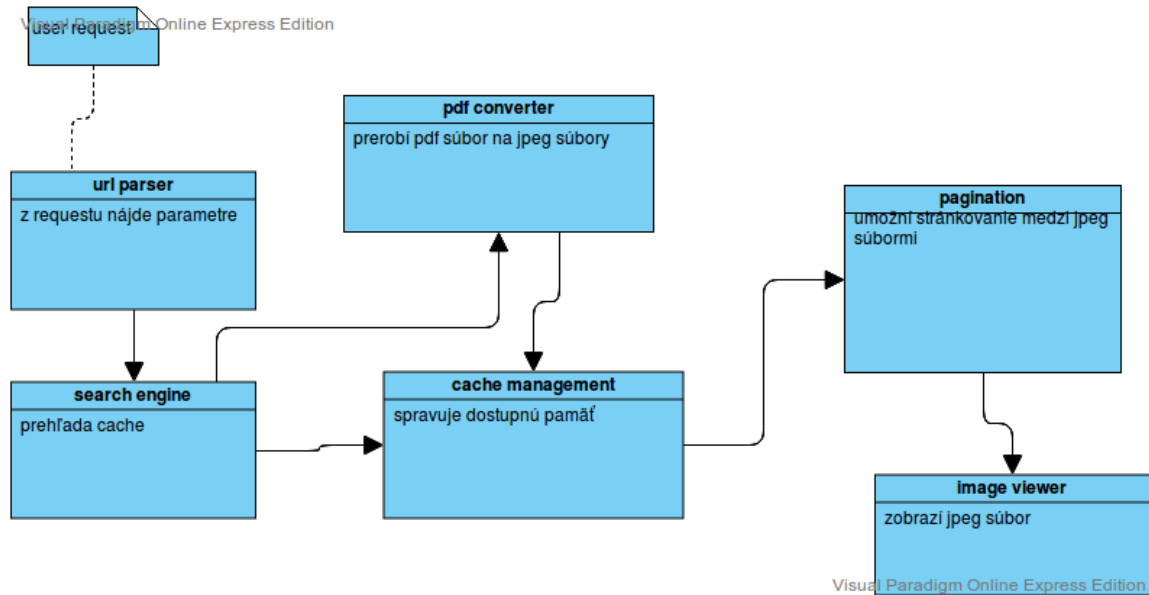 Visual Paradigm Online Express Edition
user request
pdf converter
prerobí pdf súbor na jpeg súbory
url parser
z requestu nájde parametre
pagination
umožní stránkovanie medzi jpeg
súbormi
search engine
prehľada cache
cache management
spravuje dostupnú pamäť
image viewer
zobrazí jpeg súbor
Visual Paradigm Online Express Edition